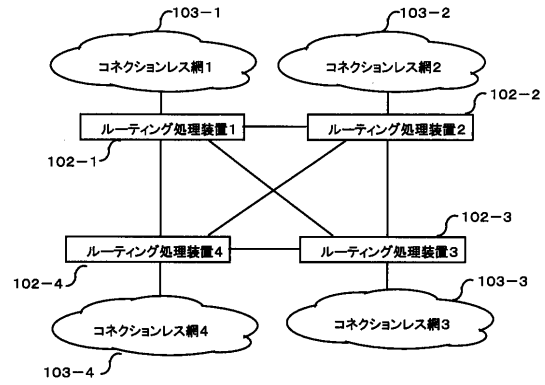 103-1
103-2
コネクションレス網1
コネクションレス網2
102-2
ルーティング処理装置1
ルーティング処理装置2
102-1
102-3
ルーティング処理装置4
ルーティング処理装置3
102-4
103-3
コネクションレス網4
コネクションレス網3
103-4